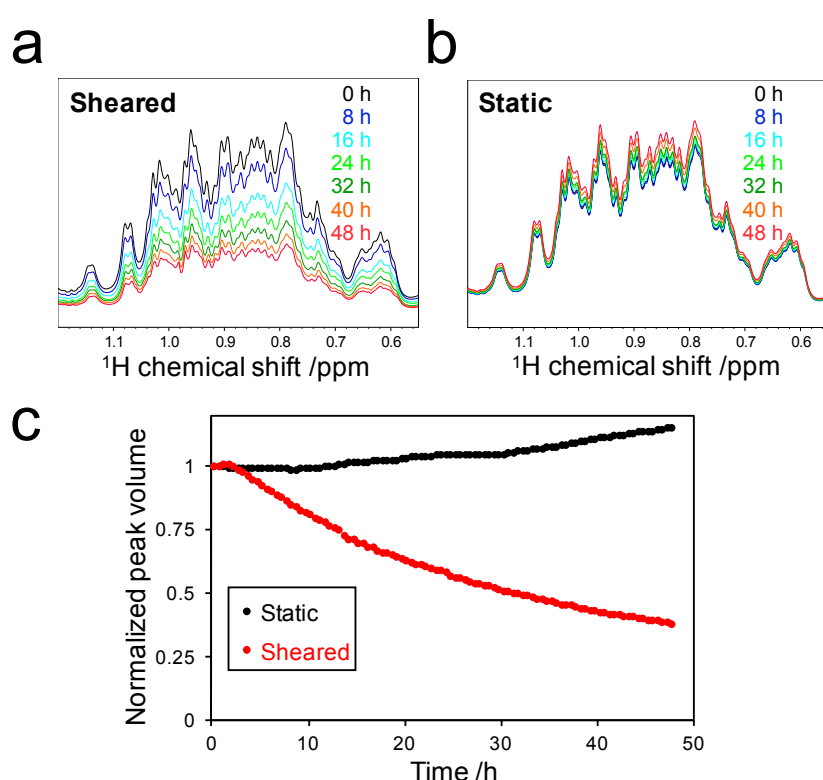 a
Sheared
0 h
8 h
16 h
24 h
32 h
40 h
48 h
1.1 1.0 0.9 0.8 0.7 0.6
¹H chemical shift /ppm
b
Static
0 h
8 h
16 h
24 h
32 h
40 h
48 h
1.1 1.0 0.9 0.8 0.7 0.6
¹H chemical shift /ppm
c
Normalized peak volume
1
0.75
0.5
0.25
0
Static
Sheared
0 10 20 30 40 50
Time /h